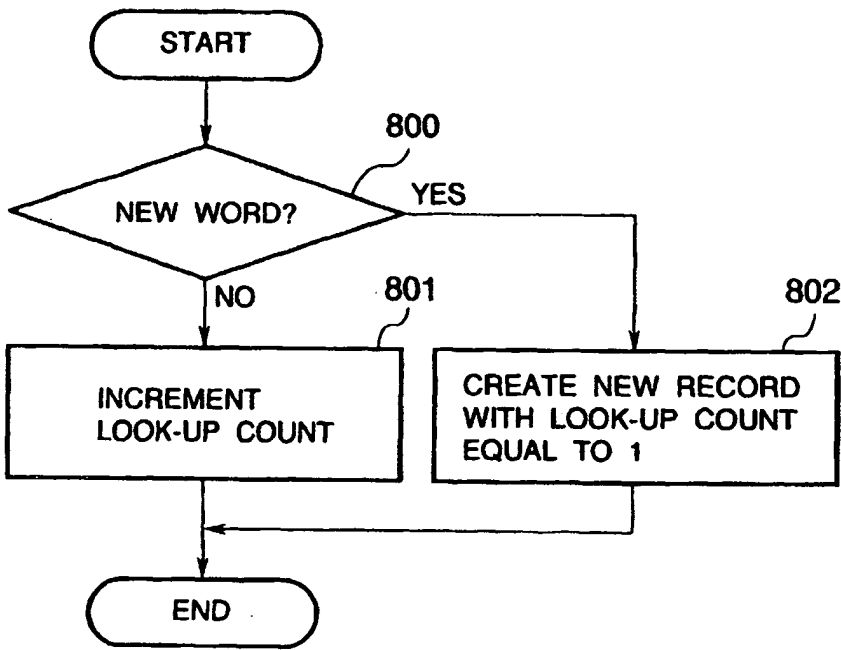 START
800
NEW WORD?
YES
NO
801
802
INCREMENT
LOOK-UP COUNT
CREATE NEW RECORD
WITH LOOK-UP COUNT
EQUAL TO 1
END